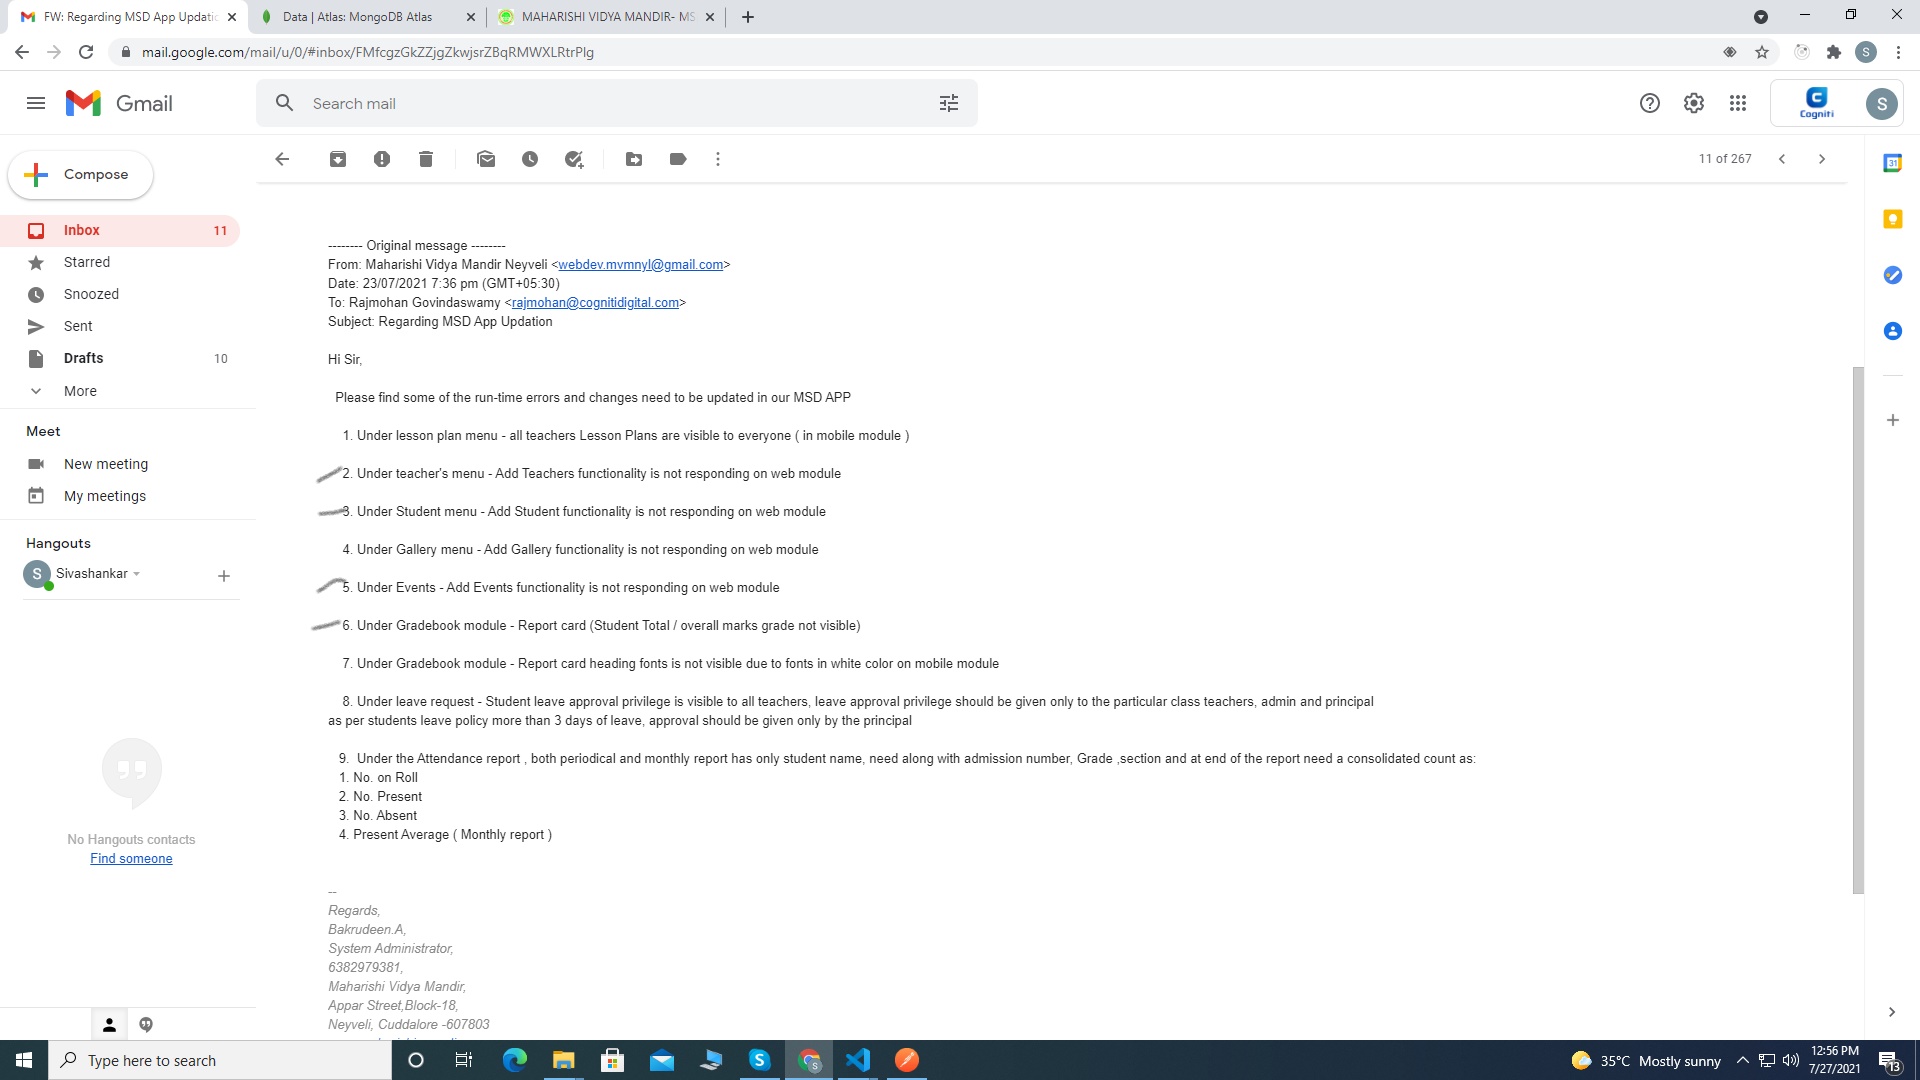 FW: Regarding MSD App Updatio
Data | Atlas: MongoDB Atlas
MAHARISHI VIDYA MANDIR- MS
mail.google.com/mail/u/0/#inbox/FMfcgzGkZZjgZkwjsrZBqRMWXLRtrPlg
S
Gmail
Search mail
Cogniti
S
Compose
11 of 267
31
Inbox 11
Starred
Snoozed
Sent
Drafts 10
More
Meet
New meeting
My meetings
Hangouts
S Sivashankar
No Hangouts contacts
Find someone
-------- Original message --------
From: Maharishi Vidya Mandir Neyveli <webdev.mvmnyl@gmail.com>
Date: 23/07/2021 7:36 pm (GMT+05:30)
To: Rajmohan Govindaswamy <rajmohan@cognitidigital.com>
Subject: Regarding MSD App Updation
Hi Sir,
Please find some of the run-time errors and changes need to be updated in our MSD APP
1. Under lesson plan menu - all teachers Lesson Plans are visible to everyone ( in mobile module )
2. Under teacher's menu - Add Teachers functionality is not responding on web module
3. Under Student menu - Add Student functionality is not responding on web module
4. Under Gallery menu - Add Gallery functionality is not responding on web module
5. Under Events - Add Events functionality is not responding on web module
6. Under Gradebook module - Report card (Student Total / overall marks grade not visible)
7. Under Gradebook module - Report card heading fonts is not visible due to fonts in white color on mobile module
8. Under leave request - Student leave approval privilege is visible to all teachers, leave approval privilege should be given only to the particular class teachers, admin and principal
as per students leave policy more than 3 days of leave, approval should be given only by the principal
9. Under the Attendance report , both periodical and monthly report has only student name, need along with admission number, Grade ,section and at end of the report need a consolidated count as:
1. No. on Roll
2. No. Present
3. No. Absent
4. Present Average ( Monthly report )
--
Regards,
Bakrudeen.A,
System Administrator,
6382979381,
Maharishi Vidya Mandir,
Appar Street,Block-18,
Neyveli, Cuddalore -607803
Type here to search
35°C Mostly sunny
12:56 PM
7/27/2021
13